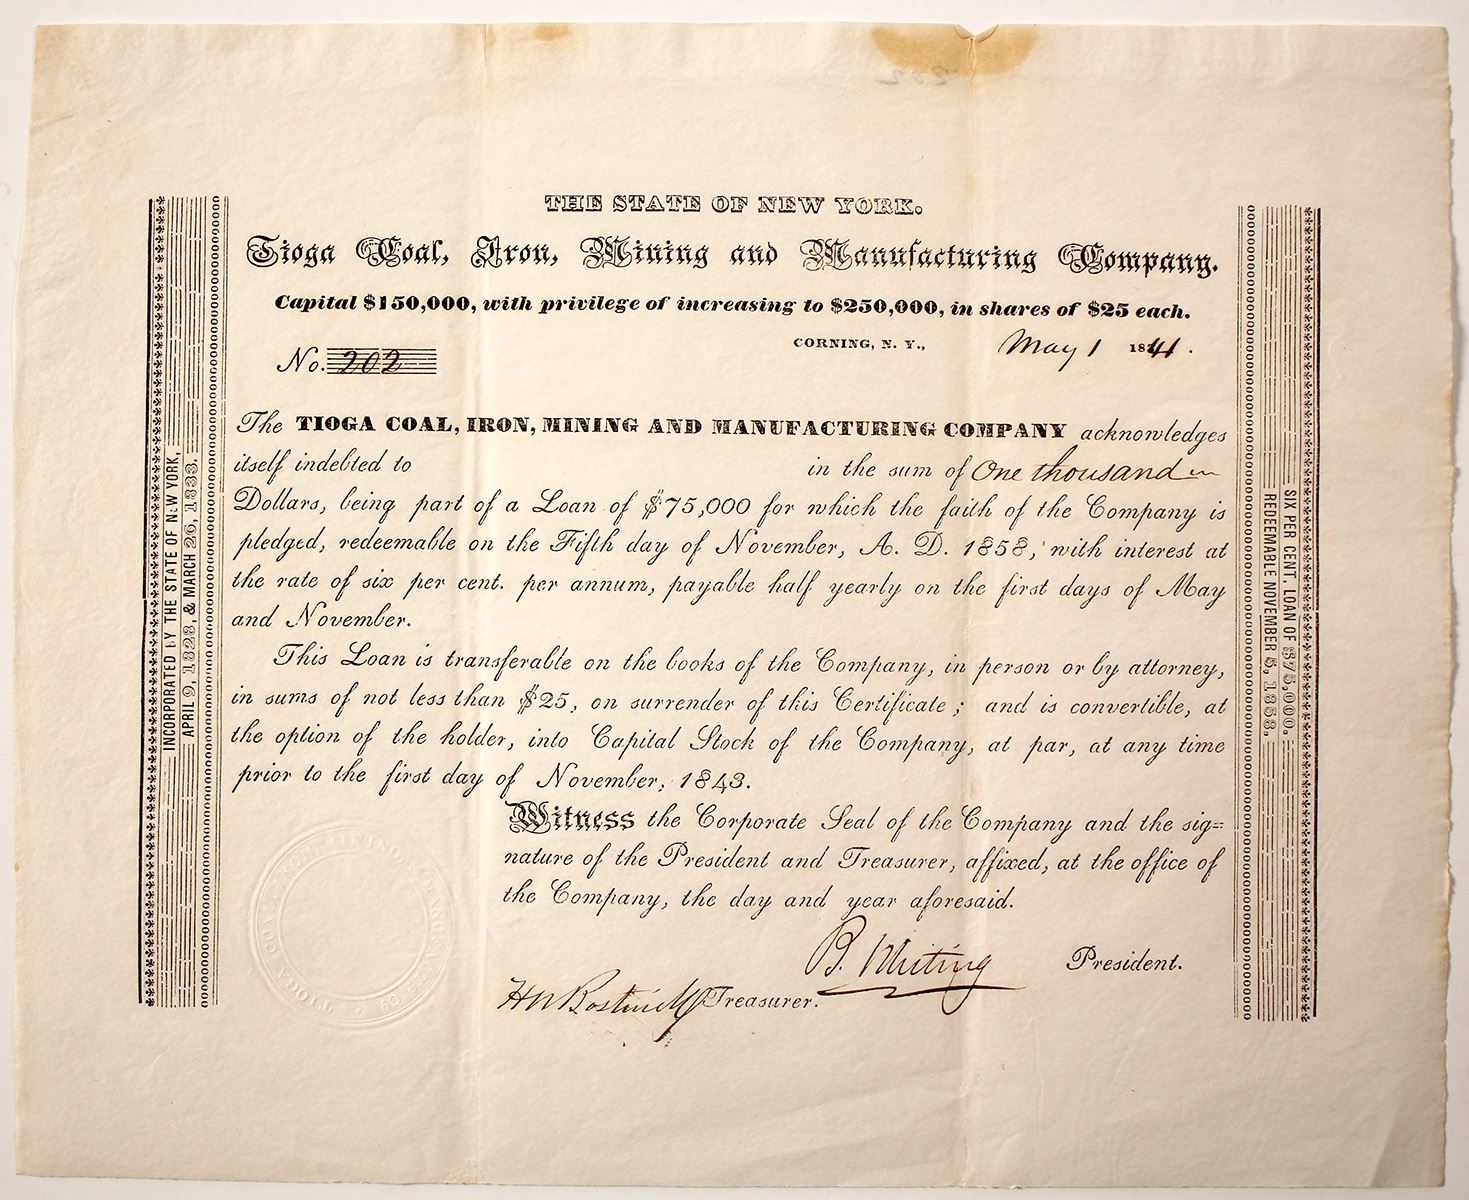 THE STATE OF NEW YORK.
Tioga Coal, Iron, Mining and Manufacturing Company.
Capital $150,000, with privilege of increasing to $250,000, in shares of $25 each.
CORNING, N. Y., May 1 1841.
No. 202
The TIOGA COAL, IRON, MINING AND MANUFACTURING COMPANY acknowledges
itself indebted to in the sum of One thousand
Dollars, being part of a Loan of $75,000 for which the faith of the Company is
pledged, redeemable on the Fifth day of November, A. D. 1858, with interest at
the rate of six per cent. per annum, payable half yearly on the first days of May
and November.
This Loan is transferable on the books of the Company, in person or by attorney,
in sums of not less than $25, on surrender of this Certificate; and is convertible, at
the option of the holder, into Capital Stock of the Company, at par, at any time
prior to the first day of November, 1843.
Witness the Corporate Seal of the Company and the sig=
nature of the President and Treasurer, affixed, at the office of
the Company, the day and year aforesaid.
B. Whiting President.
H W Bostwick Treasurer.
INCORPORATED BY THE STATE OF NEW YORK,
APRIL 9, 1828, & MARCH 26, 1833.
SIX PER CENT. LOAN OF $75,000.
REDEEMABLE NOVEMBER 5, 1858.
202